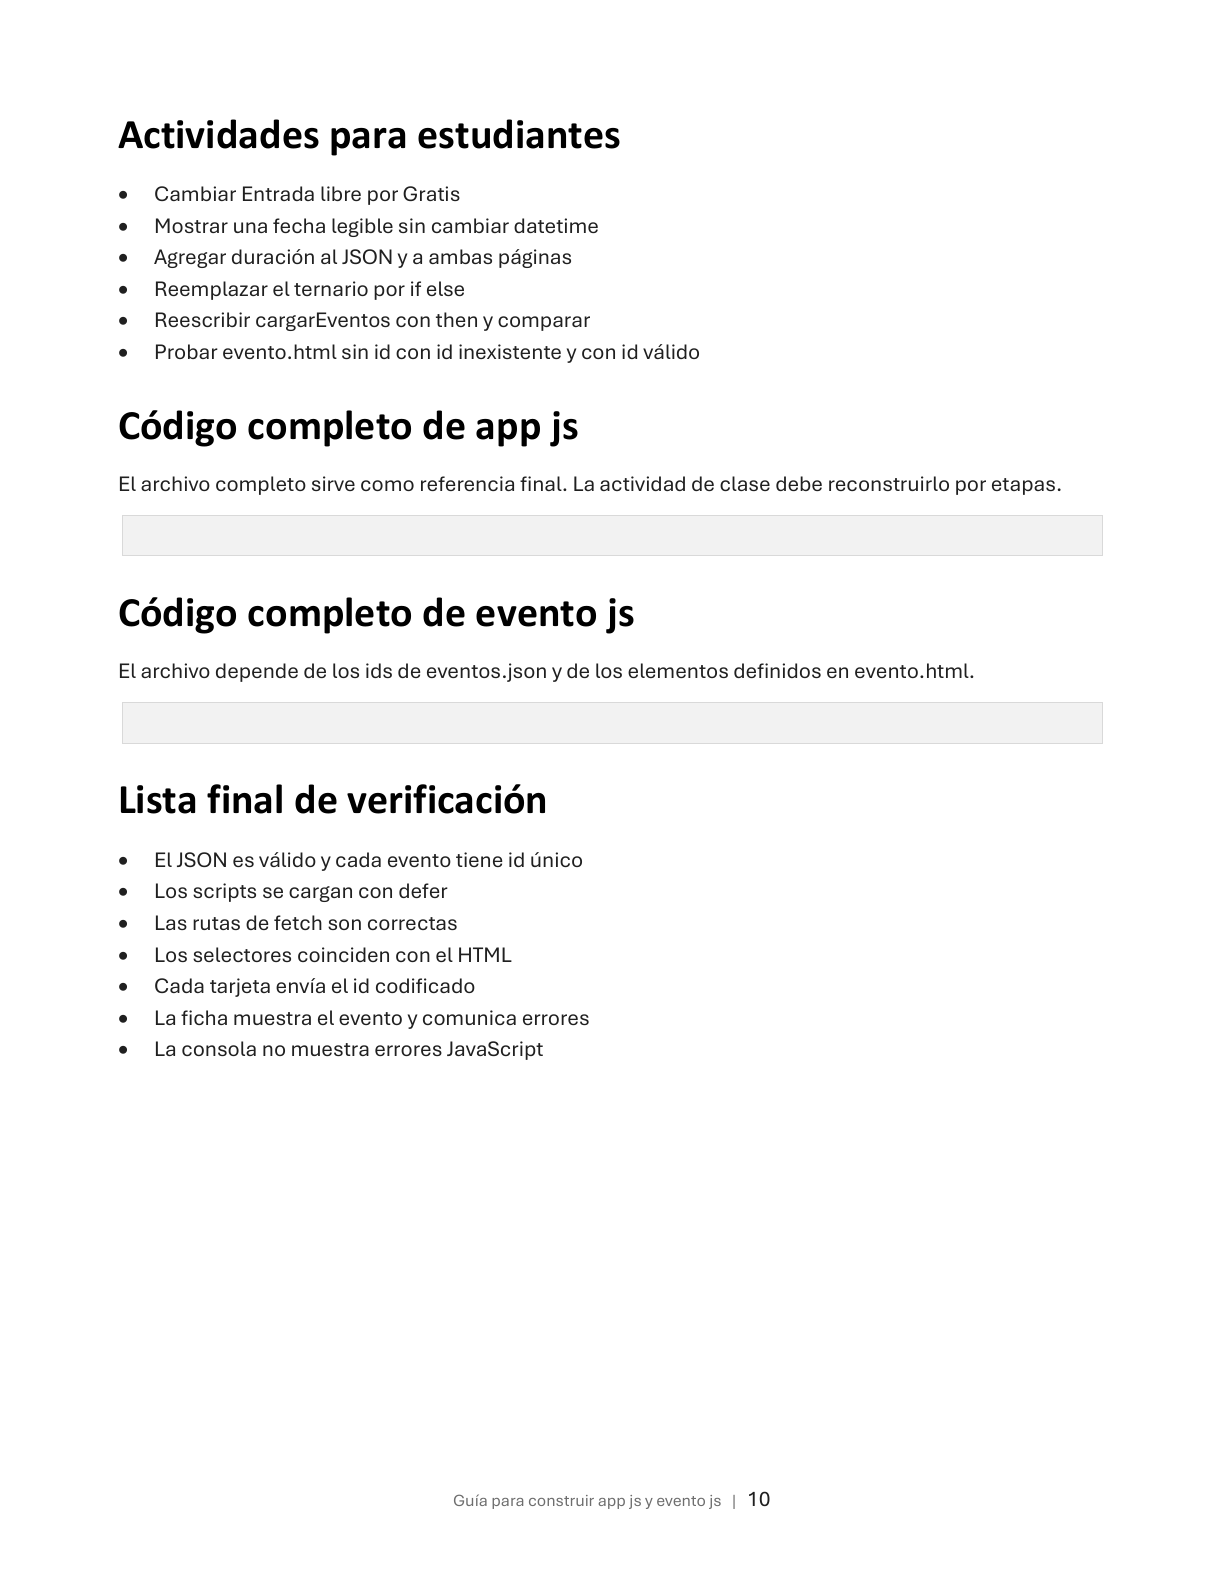 Actividades para estudiantes
• Cambiar Entrada libre por Gratis
• Mostrar una fecha legible sin cambiar datetime
• Agregar duración al JSON y a ambas páginas
• Reemplazar el ternario por if else
• Reescribir cargarEventos con then y comparar
• Probar evento.html sin id con id inexistente y con id válido
Código completo de app js
El archivo completo sirve como referencia final. La actividad de clase debe reconstruirlo por etapas.
Código completo de evento js
El archivo depende de los ids de eventos.json y de los elementos definidos en evento.html.
Lista final de verificación
• El JSON es válido y cada evento tiene id único
• Los scripts se cargan con defer
• Las rutas de fetch son correctas
• Los selectores coinciden con el HTML
• Cada tarjeta envía el id codificado
• La ficha muestra el evento y comunica errores
• La consola no muestra errores JavaScript
Guía para construir app js y evento js | 10